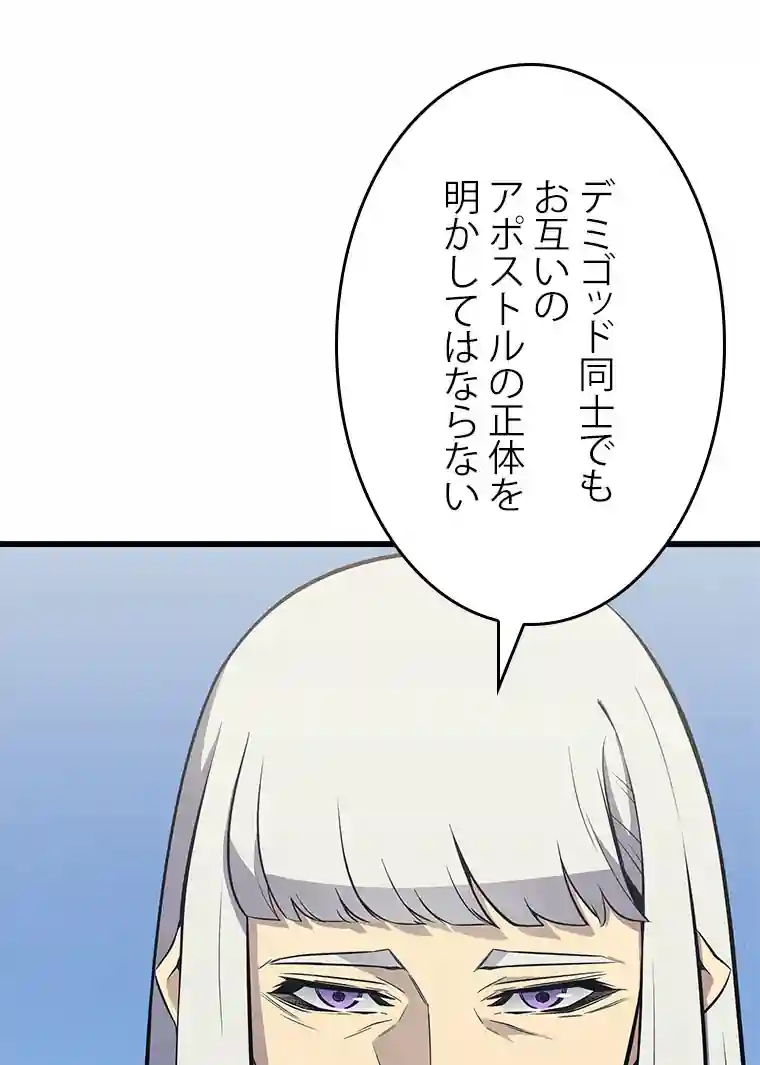 デミゴッド同士でも
お互いの
アポストルの正体を
明かしてはならない